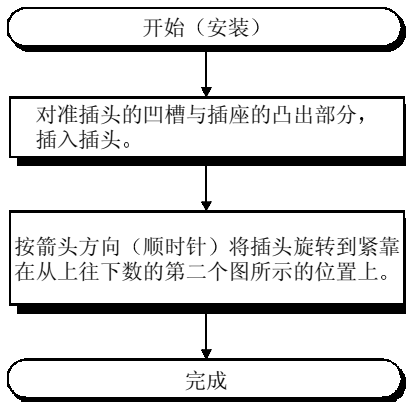 开始（安装）
对准插头的凹槽与插座的凸出部分，
插入插头。
按箭头方向（顺时针）将插头旋转到紧靠
在从上往下数的第二个图所示的位置上。
完成